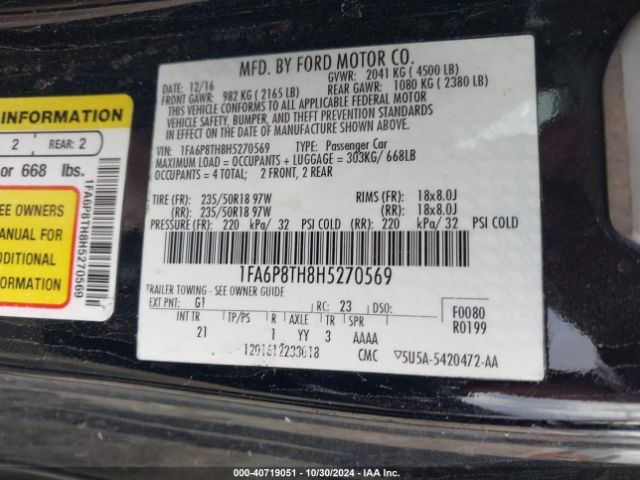 INFORMATION
2 REAR: 2
or 668 lbs.
EE OWNERS
ANUAL FOR
DDITIONAL
FORMATION
1FA6P8TH8H5270569
MFD. BY FORD MOTOR CO.
DATE: 12/16 GVWR: 2041 KG ( 4500 LB)
FRONT GAWR: 982 KG ( 2165 LB) REAR GAWR: 1080 KG ( 2380 LB)
THIS VEHICLE CONFORMS TO ALL APPLICABLE FEDERAL MOTOR
VEHICLE SAFETY, BUMPER, AND THEFT PREVENTION STANDARDS
IN EFFECT ON THE DATE OF MANUFACTURE SHOWN ABOVE.
VIN: 1FA6P8TH8H5270569 TYPE: Passenger Car
MAXIMUM LOAD = OCCUPANTS + LUGGAGE = 303KG/ 668LB
OCCUPANTS = 4 TOTAL; 2 FRONT, 2 REAR
TIRE (FR): 235/50R18 97W RIMS (FR): 18x8.0J
(RR): 235/50R18 97W (RR): 18x8.0J
PRESSURE (FR): 220 kPa/ 32 PSI COLD (RR): 220 kPa/ 32 PSI COLD
1FA6P8TH8H5270569
TRAILER TOWING - SEE OWNER GUIDE
EXT PNT: G1 RC: 23 DSO: F0080
INT TR TP/PS R AXLE TR SPR R0199
21 1 YY 3 AAAA
1201612233618 CMC ▽5U5A-5420472-AA
000-40719051 - 10/30/2024 - IAA Inc.